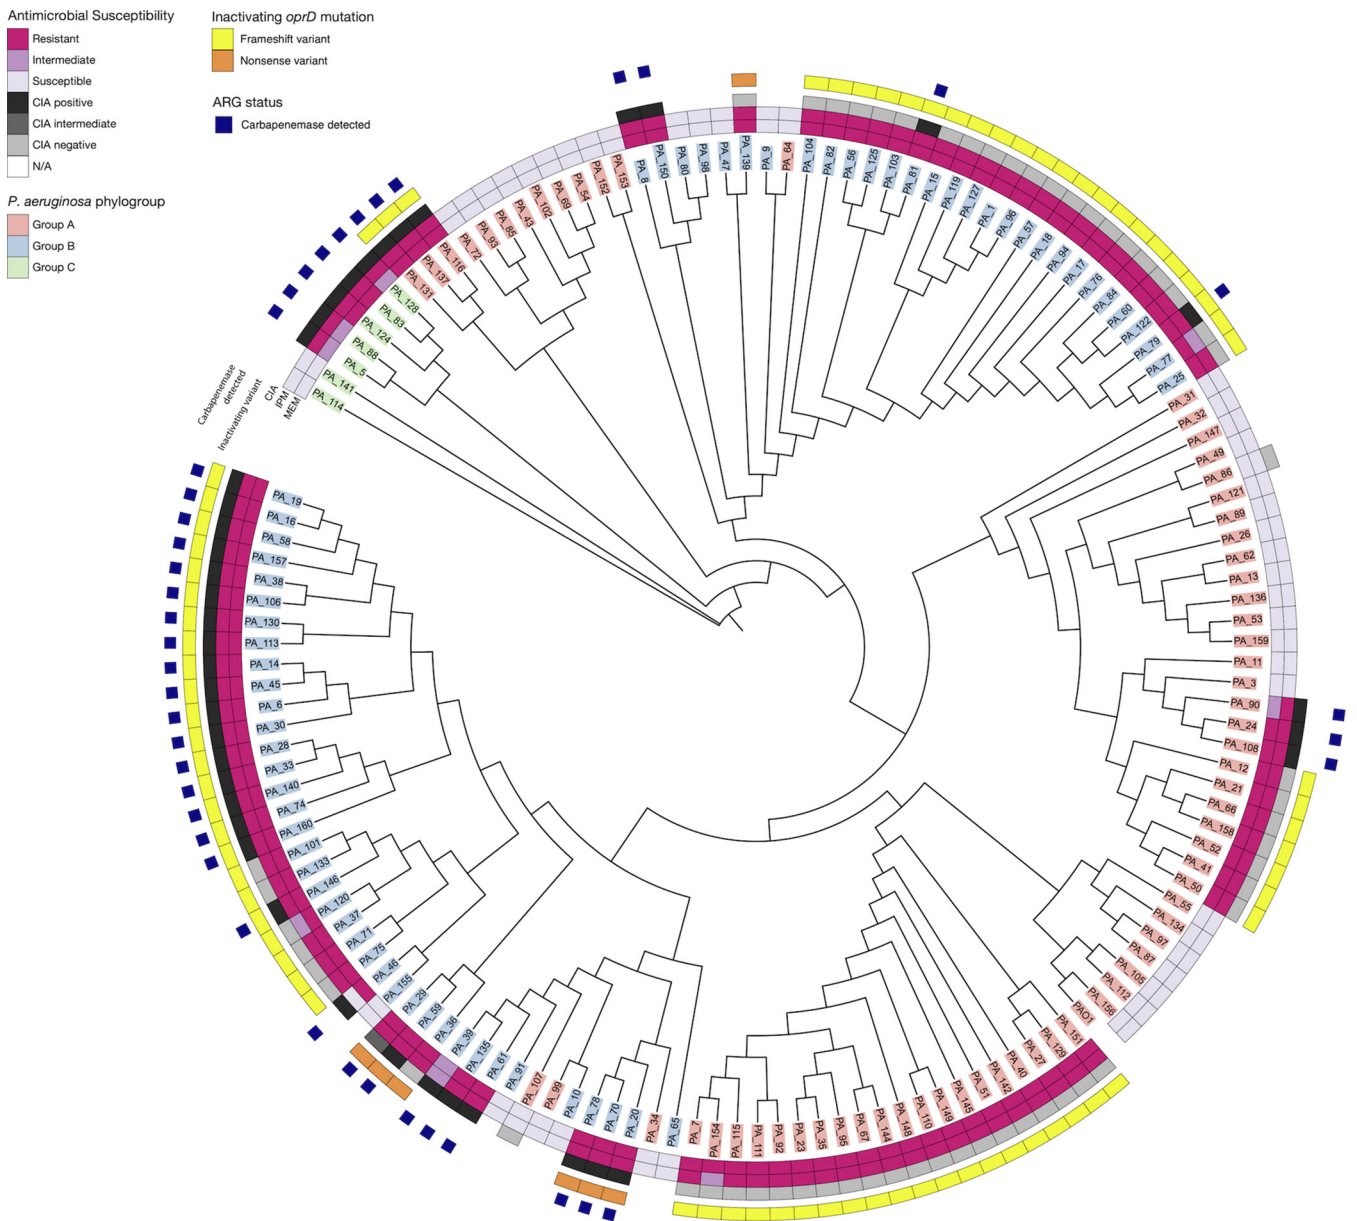 Antimicrobial Susceptibility
Resistant
Intermediate
Susceptible
CIA positive
CIA intermediate
CIA negative
N/A
P. aeruginosa phylogroup
Group A
Group B
Group C
Inactivating oprD mutation
Frameshift variant
Nonsense variant
ARG status
Carbapenemase detected
Carbapenemase
detected
Inactivating variant
CIA
IPM
MEM
PA_114
PA_141
PA_5
PA_88
PA_124
PA_83
PA_128
PA_131
PA_137
PA_116
PA_72
PA_93
PA_85
PA_43
PA_102
PA_69
PA_54
PA_152
PA_153
PA_8
PA_150
PA_80
PA_98
PA_47
PA_139
PA_9
PA_64
PA_104
PA_82
PA_56
PA_125
PA_103
PA_81
PA_15
PA_119
PA_127
PA_1
PA_96
PA_57
PA_18
PA_94
PA_17
PA_76
PA_84
PA_60
PA_122
PA_79
PA_77
PA_25
PA_31
PA_32
PA_147
PA_49
PA_86
PA_121
PA_89
PA_26
PA_62
PA_13
PA_136
PA_53
PA_159
PA_11
PA_3
PA_90
PA_24
PA_108
PA_12
PA_21
PA_66
PA_158
PA_52
PA_41
PA_50
PA_55
PA_134
PA_97
PA_87
PA_105
PA_112
PA_156
PAO1
PA_151
PA_129
PA_27
PA_40
PA_142
PA_51
PA_145
PA_149
PA_110
PA_148
PA_144
PA_67
PA_95
PA_35
PA_23
PA_92
PA_111
PA_115
PA_154
PA_7
PA_65
PA_34
PA_20
PA_70
PA_78
PA_10
PA_99
PA_107
PA_91
PA_61
PA_135
PA_39
PA_36
PA_59
PA_29
PA_155
PA_46
PA_75
PA_71
PA_37
PA_120
PA_146
PA_133
PA_101
PA_160
PA_74
PA_140
PA_33
PA_28
PA_30
PA_6
PA_45
PA_14
PA_113
PA_130
PA_106
PA_38
PA_157
PA_58
PA_16
PA_19